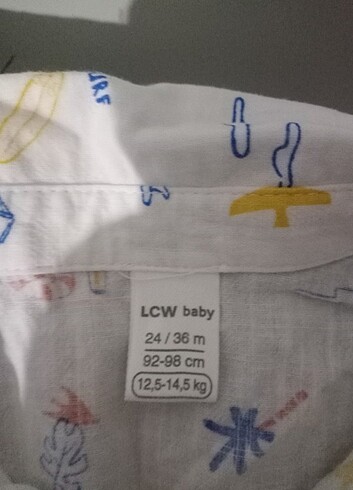 LCW baby
24 / 36 m
92-98 cm
12,5-14,5 kg